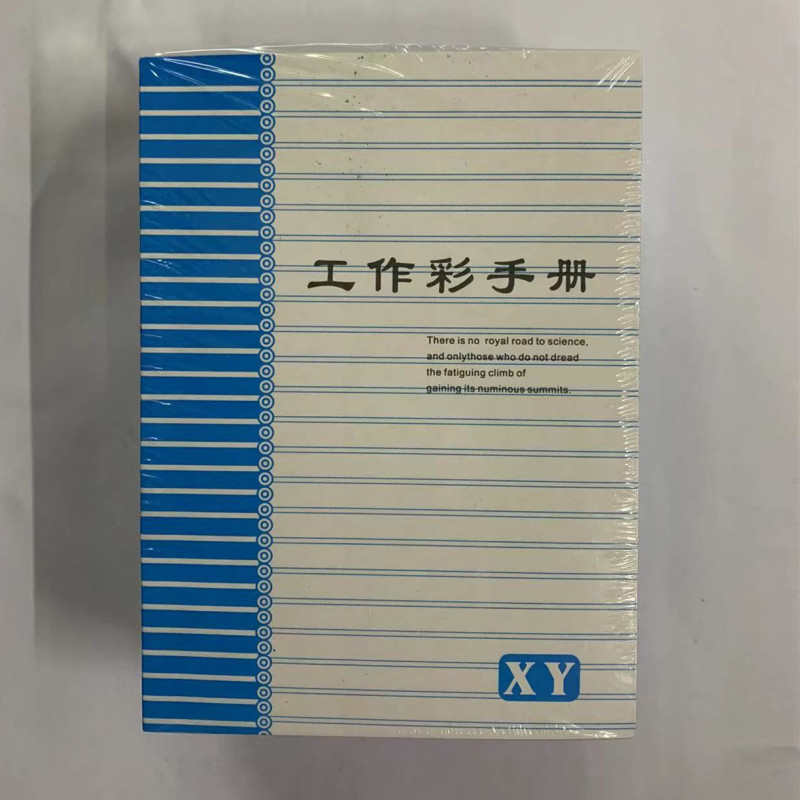 工作彩手册
There is no royal road to science,
and onlythose who do not dread
the fatiguing climb of
gaining its numinous summits.
XY